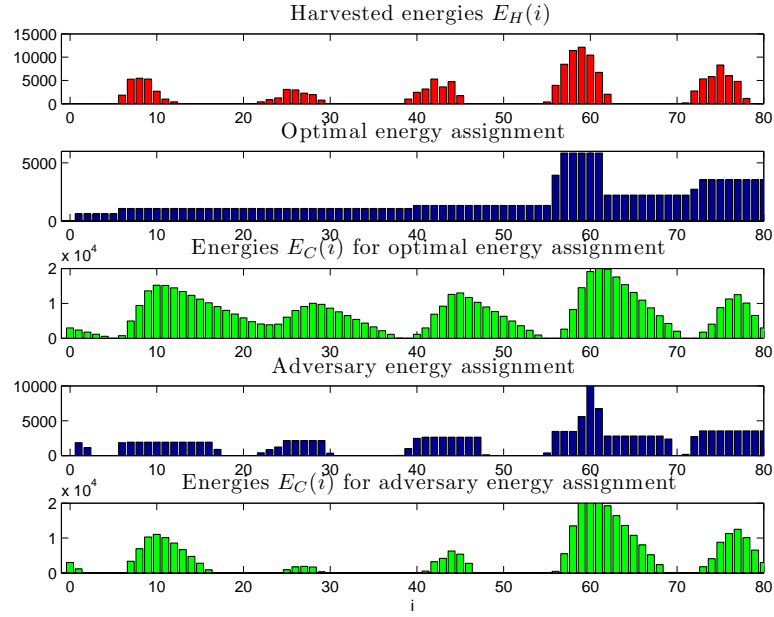 Harvested energies E_H(i)
15000
10000
5000
0
0 10 20 30 40 50 60 70 80
Optimal energy assignment
5000
0
0 10 20 30 40 50 60 70 80
x 10^4
Energies E_C(i) for optimal energy assignment
2
1
0
0 10 20 30 40 50 60 70 80
Adversary energy assignment
10000
5000
0
0 10 20 30 40 50 60 70 80
x 10^4
Energies E_C(i) for adversary energy assignment
2
1
0
0 10 20 30 40 50 60 70 80
i